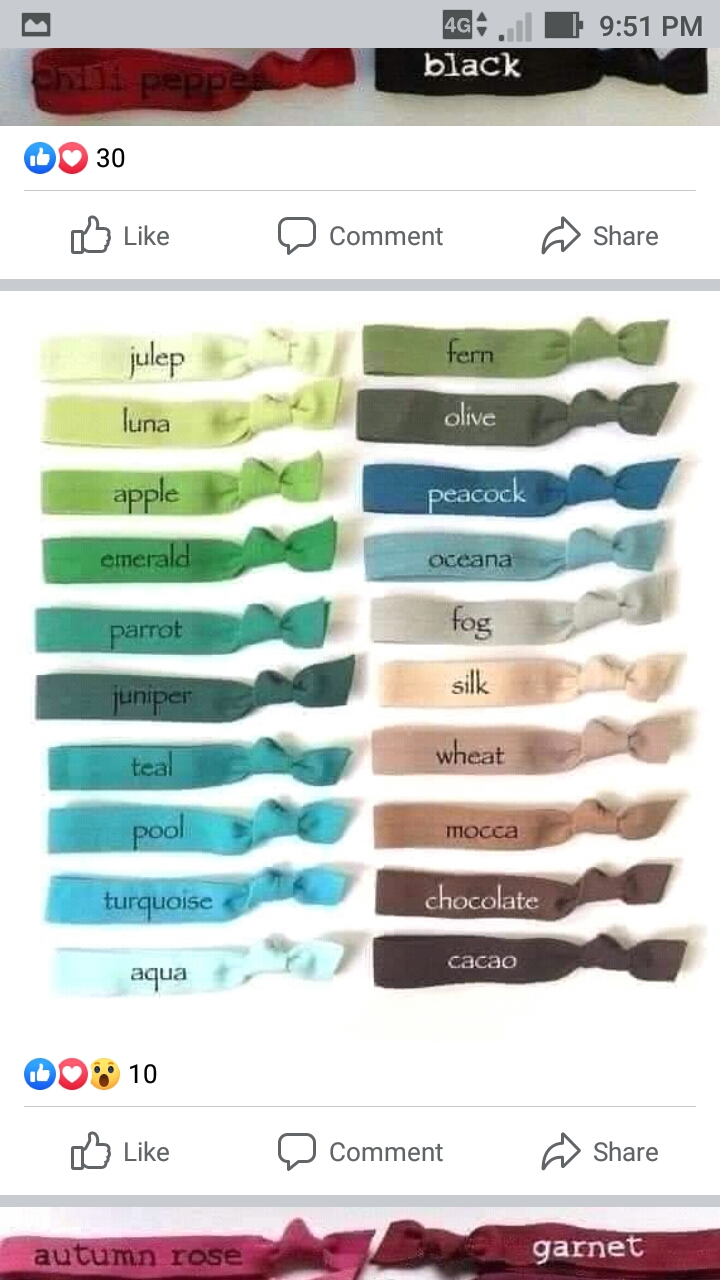 4G 9:51 PM
chili pepper black
30
Like Comment Share
julep fern
luna olive
apple peacock
emerald oceana
parrot fog
juniper silk
teal wheat
pool mocca
turquoise chocolate
aqua cacao
10
Like Comment Share
autumn rose garnet